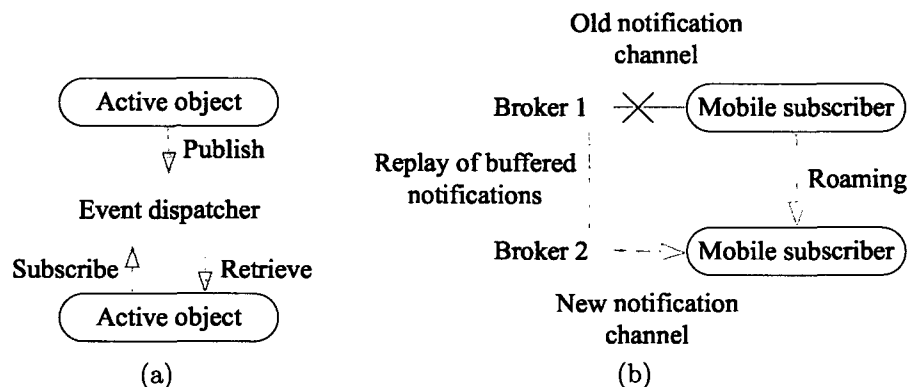 Active object
Publish
Event dispatcher
Subscribe
Retrieve
Active object
(a)
Old notification
channel
Broker 1
Mobile subscriber
Replay of buffered
notifications
Roaming
Broker 2
Mobile subscriber
New notification
channel
(b)